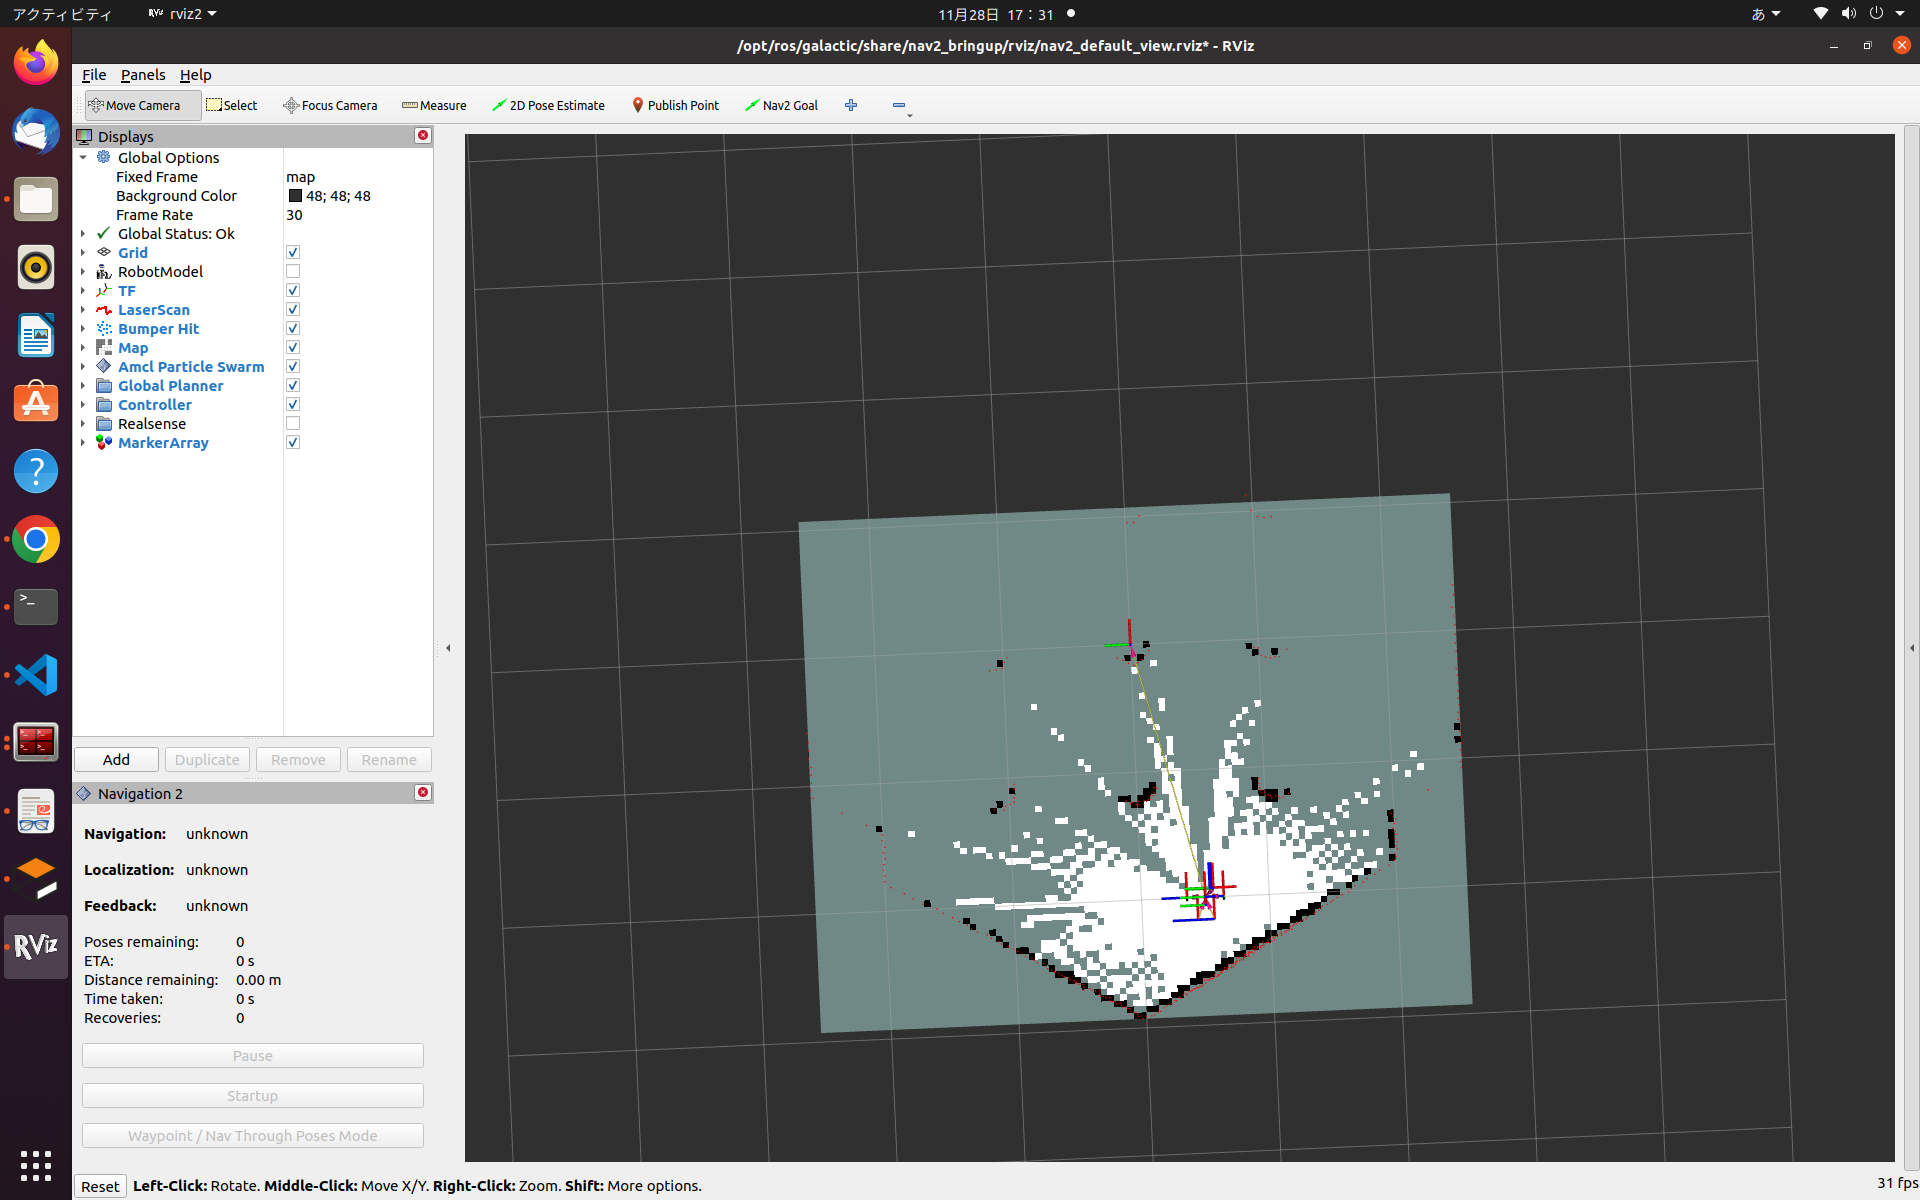 アクティビティ
rviz2
11月28日 17：31
あ
/opt/ros/galactic/share/nav2_bringup/rviz/nav2_default_view.rviz* - RViz
File Panels Help
Move Camera Select Focus Camera Measure 2D Pose Estimate Publish Point Nav2 Goal
Displays
Global Options
Fixed Frame map
Background Color 48; 48; 48
Frame Rate 30
Global Status: Ok
Grid
RobotModel
TF
LaserScan
Bumper Hit
Map
Amcl Particle Swarm
Global Planner
Controller
Realsense
MarkerArray
Add Duplicate Remove Rename
Navigation 2
Navigation: unknown
Localization: unknown
Feedback: unknown
Poses remaining: 0
ETA: 0 s
Distance remaining: 0.00 m
Time taken: 0 s
Recoveries: 0
Pause
Startup
Waypoint / Nav Through Poses Mode
RViz
Reset Left-Click: Rotate. Middle-Click: Move X/Y. Right-Click: Zoom. Shift: More options.
31 fps